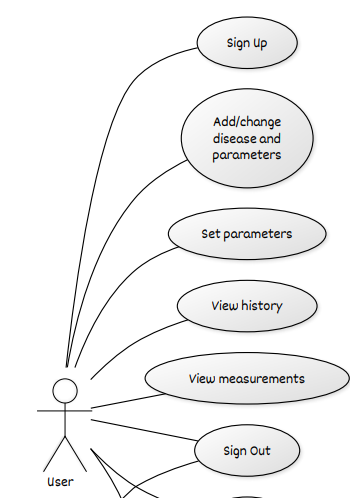 Sign Up
Add/change
disease and
parameters
Set parameters
View history
View measurements
Sign Out
User